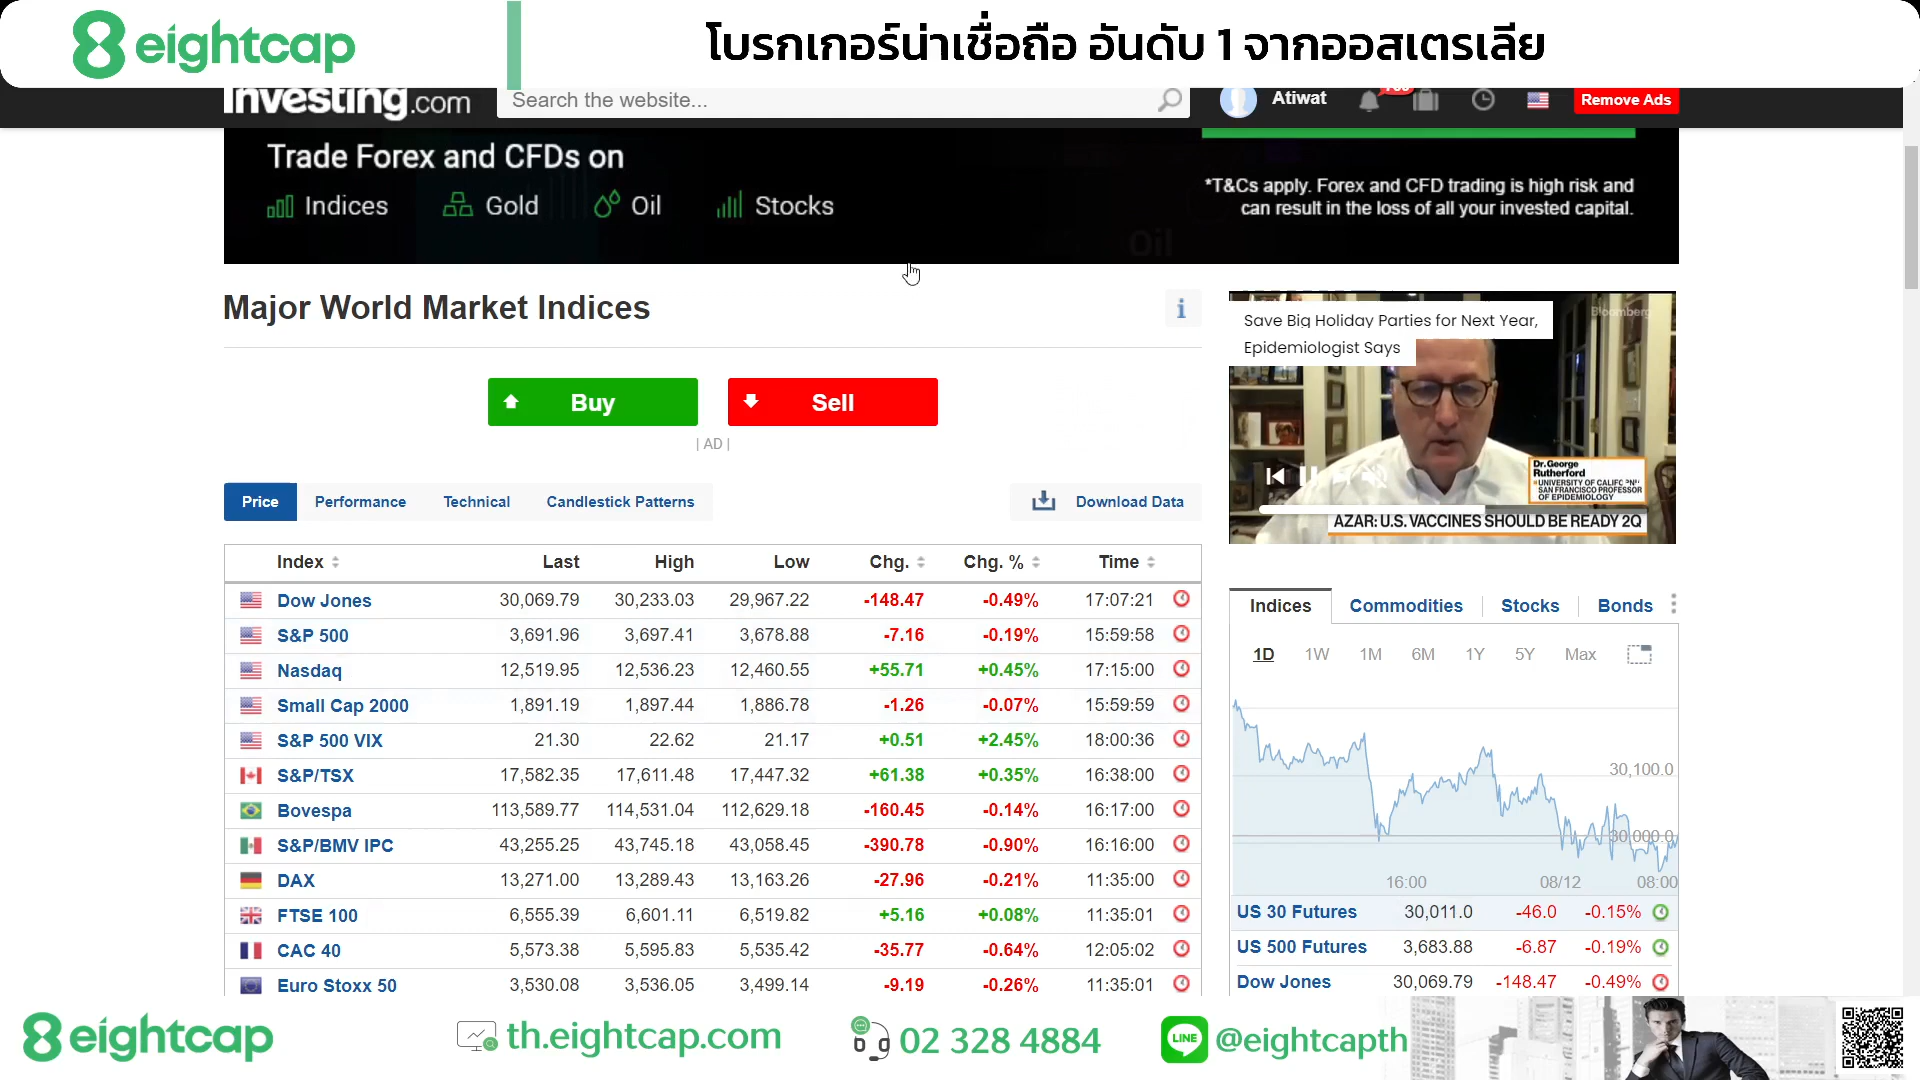 8 eightcap
โบรกเกอร์น่าเชื่อถือ อันดับ 1 จากออสเตรเลีย
Investing.com
Search the website...
Atiwat
Remove Ads
Trade Forex and CFDs on
Indices Gold Oil Stocks
*T&Cs apply. Forex and CFD trading is high risk and
can result in the loss of all your invested capital.
Oil
Major World Market Indices
i
Buy Sell
| AD |
Save Big Holiday Parties for Next Year,
Epidemiologist Says
Bloomberg
Dr. George
Rutherford
SAN FRANCISCO PROFESSOR
OF EPIDEMIOLOGY
AZAR: U.S. VACCINES SHOULD BE READY 2Q
Price Performance Technical Candlestick Patterns Download Data
Index Last High Low Chg. Chg. % Time
Dow Jones 30,069.79 30,233.03 29,967.22 -148.47 -0.49% 17:07:21
S&P 500 3,691.96 3,697.41 3,678.88 -7.16 -0.19% 15:59:58
Nasdaq 12,519.95 12,536.23 12,460.55 +55.71 +0.45% 17:15:00
Small Cap 2000 1,891.19 1,897.44 1,886.78 -1.26 -0.07% 15:59:59
S&P 500 VIX 21.30 22.62 21.17 +0.51 +2.45% 18:00:36
S&P/TSX 17,582.35 17,611.48 17,447.32 +61.38 +0.35% 16:38:00
Bovespa 113,589.77 114,531.04 112,629.18 -160.45 -0.14% 16:17:00
S&P/BMV IPC 43,255.25 43,745.18 43,058.45 -390.78 -0.90% 16:16:00
DAX 13,271.00 13,289.43 13,163.26 -27.96 -0.21% 11:35:00
FTSE 100 6,555.39 6,601.11 6,519.82 +5.16 +0.08% 11:35:01
CAC 40 5,573.38 5,595.83 5,535.42 -35.77 -0.64% 12:05:02
Euro Stoxx 50 3,530.08 3,536.05 3,499.14 -9.19 -0.26% 11:35:01
Indices Commodities Stocks Bonds
1D 1W 1M 6M 1Y 5Y Max
30,100.0
30,000.0
16:00 08/12 08:00
US 30 Futures 30,011.0 -46.0 -0.15%
US 500 Futures 3,683.88 -6.87 -0.19%
Dow Jones 30,069.79 -148.47 -0.49%
8 eightcap
th.eightcap.com
02 328 4884
LINE
@eightcapth